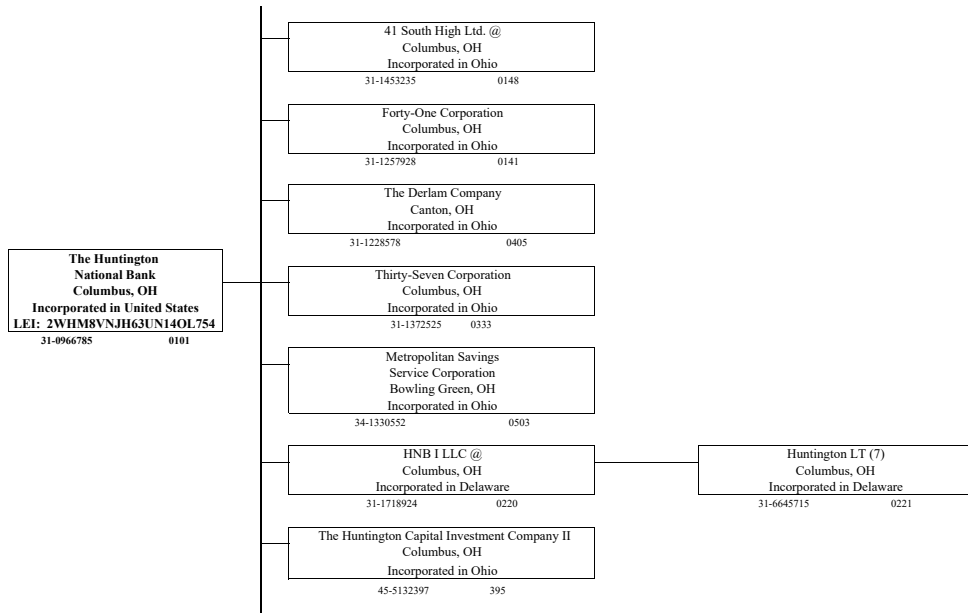 41 South High Ltd. @
Columbus, OH
Incorporated in Ohio
31-1453235 0148
Forty-One Corporation
Columbus, OH
Incorporated in Ohio
31-1257928 0141
The Derlam Company
Canton, OH
Incorporated in Ohio
31-1228578 0405
The Huntington
National Bank
Columbus, OH
Incorporated in United States
LEI: 2WHM8VNJH63UN14OL754
31-0966785 0101
Thirty-Seven Corporation
Columbus, OH
Incorporated in Ohio
31-1372525 0333
Metropolitan Savings
Service Corporation
Bowling Green, OH
Incorporated in Ohio
34-1330552 0503
HNB I LLC @
Columbus, OH
Incorporated in Delaware
31-1718924 0220
Huntington LT (7)
Columbus, OH
Incorporated in Delaware
31-6645715 0221
The Huntington Capital Investment Company II
Columbus, OH
Incorporated in Ohio
45-5132397 395